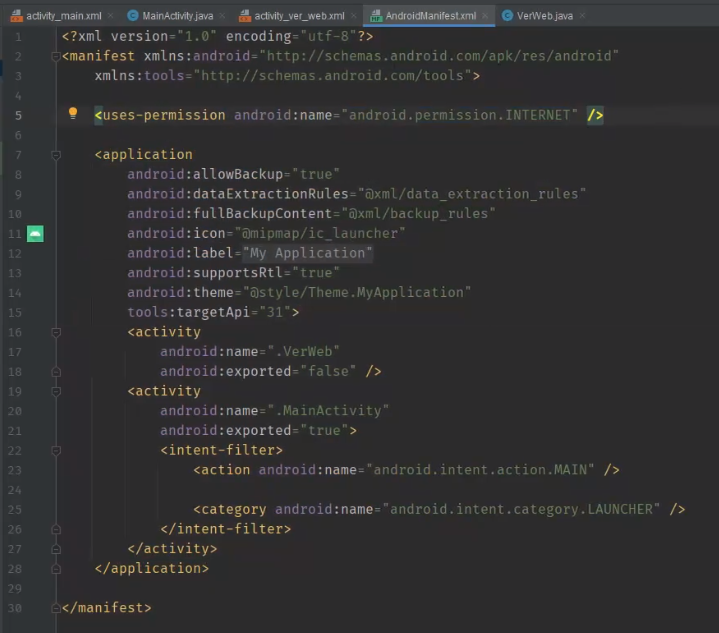 activity_main.xml MainActivity.java activity_ver_web.xml AndroidManifest.xml VerWeb.java
1 <?xml version="1.0" encoding="utf-8"?>
2 <manifest xmlns:android="http://schemas.android.com/apk/res/android"
3 xmlns:tools="http://schemas.android.com/tools">
4
5 <uses-permission android:name="android.permission.INTERNET" />
6
7 <application
8 android:allowBackup="true"
9 android:dataExtractionRules="@xml/data_extraction_rules"
10 android:fullBackupContent="@xml/backup_rules"
11 android:icon="@mipmap/ic_launcher"
12 android:label="My Application"
13 android:supportsRtl="true"
14 android:theme="@style/Theme.MyApplication"
15 tools:targetApi="31">
16 <activity
17 android:name=".VerWeb"
18 android:exported="false" />
19 <activity
20 android:name=".MainActivity"
21 android:exported="true">
22 <intent-filter>
23 <action android:name="android.intent.action.MAIN" />
24
25 <category android:name="android.intent.category.LAUNCHER" />
26 </intent-filter>
27 </activity>
28 </application>
29
30 </manifest>